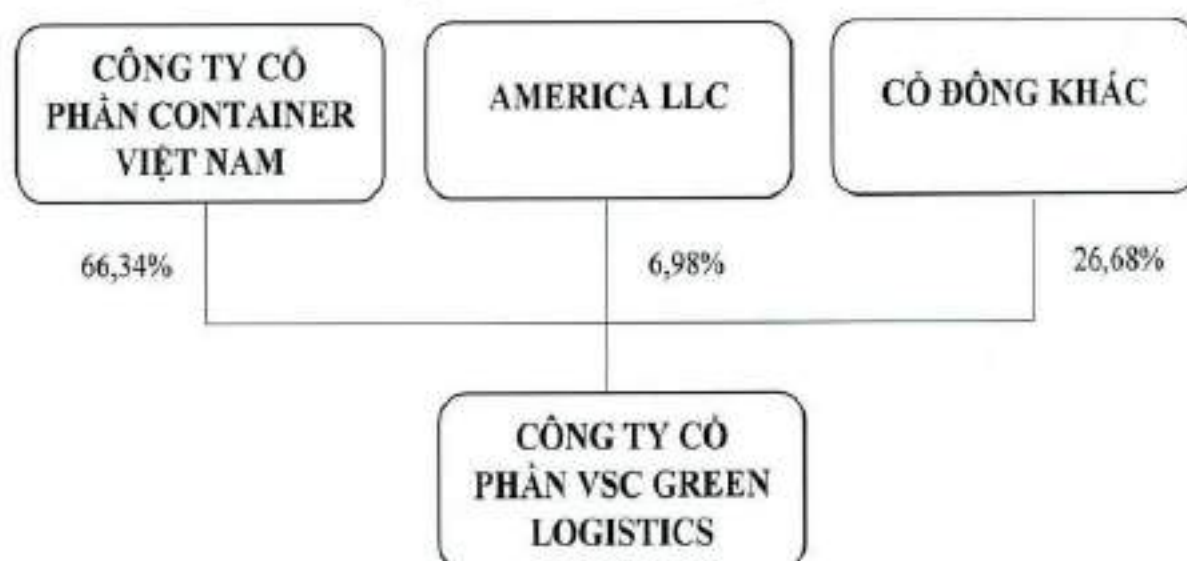 CÔNG TY CỔ
PHẦN CONTAINER
VIỆT NAM
AMERICA LLC
CỔ ĐÔNG KHÁC
66,34%
6,98%
26,68%
CÔNG TY CỔ
PHẦN VSC GREEN
LOGISTICS